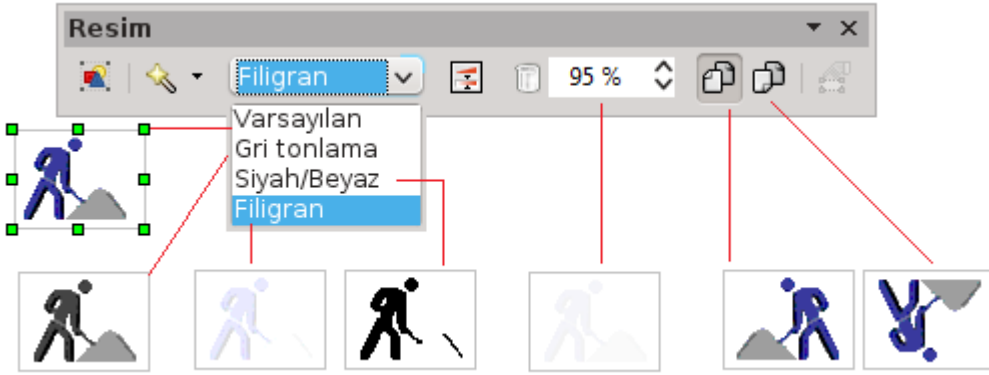 Resim
Filigran
95 %
Varsayılan
Gri tonlama
Siyah/Beyaz
Filigran